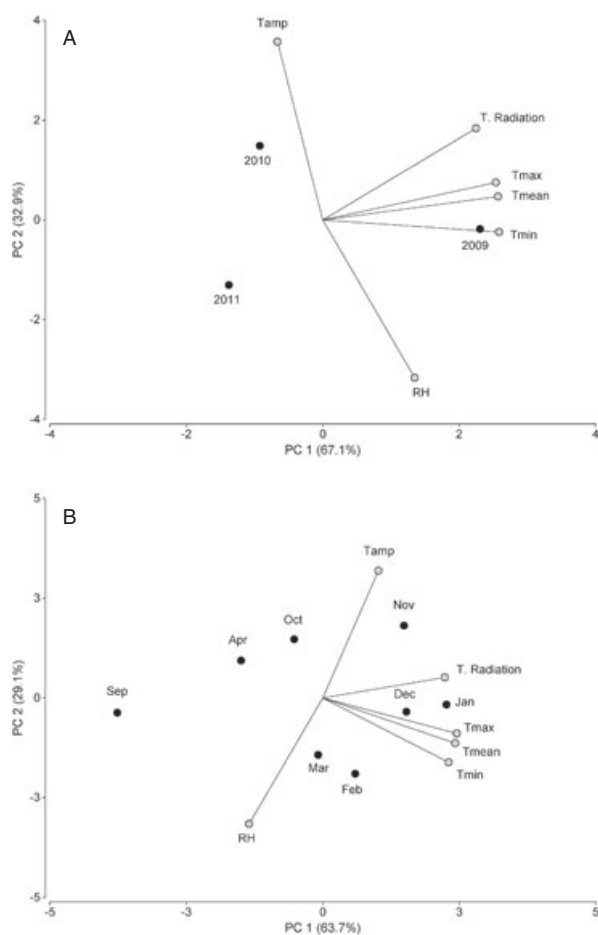 A
4
Tamp
T. Radiation
2
2010
Tmax
Tmean
PC 2 (32.9%)
0
2009
Tmin
2011
-2
RH
-4
-4
-2
0
2
4
PC 1 (67.1%)
B
5
Tamp
3
Nov
Oct
Apr
T. Radiation
PC 2 (29.1%)
0
Sep
Dec
Jan
Tmax
Tmean
Mar
Tmin
Feb
-3
RH
-5
-5
-3
0
3
5
PC 1 (63.7%)